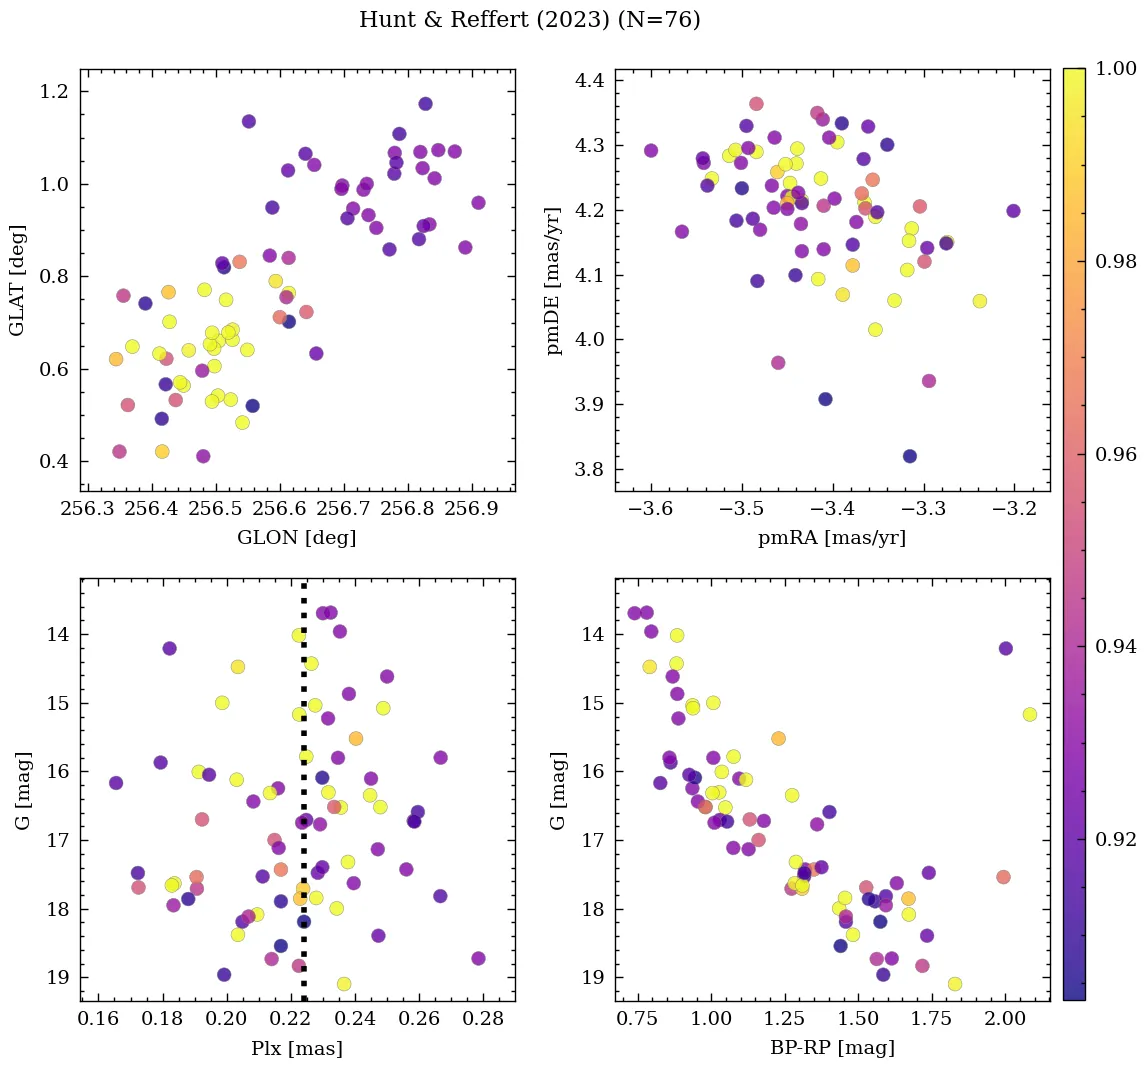 Hunt & Reffert (2023) (N=76)
1.2
1.0
0.8
0.6
0.4
GLAT [deg]
256.3 256.4 256.5 256.6 256.7 256.8 256.9
GLON [deg]
4.4
4.3
4.2
4.1
4.0
3.9
3.8
pmDE [mas/yr]
−3.6 −3.5 −3.4 −3.3 −3.2
pmRA [mas/yr]
1.00
0.98
0.96
0.94
0.92
14
15
16
17
18
19
G [mag]
0.16 0.18 0.20 0.22 0.24 0.26 0.28
Plx [mas]
14
15
16
17
18
19
G [mag]
0.75 1.00 1.25 1.50 1.75 2.00
BP-RP [mag]